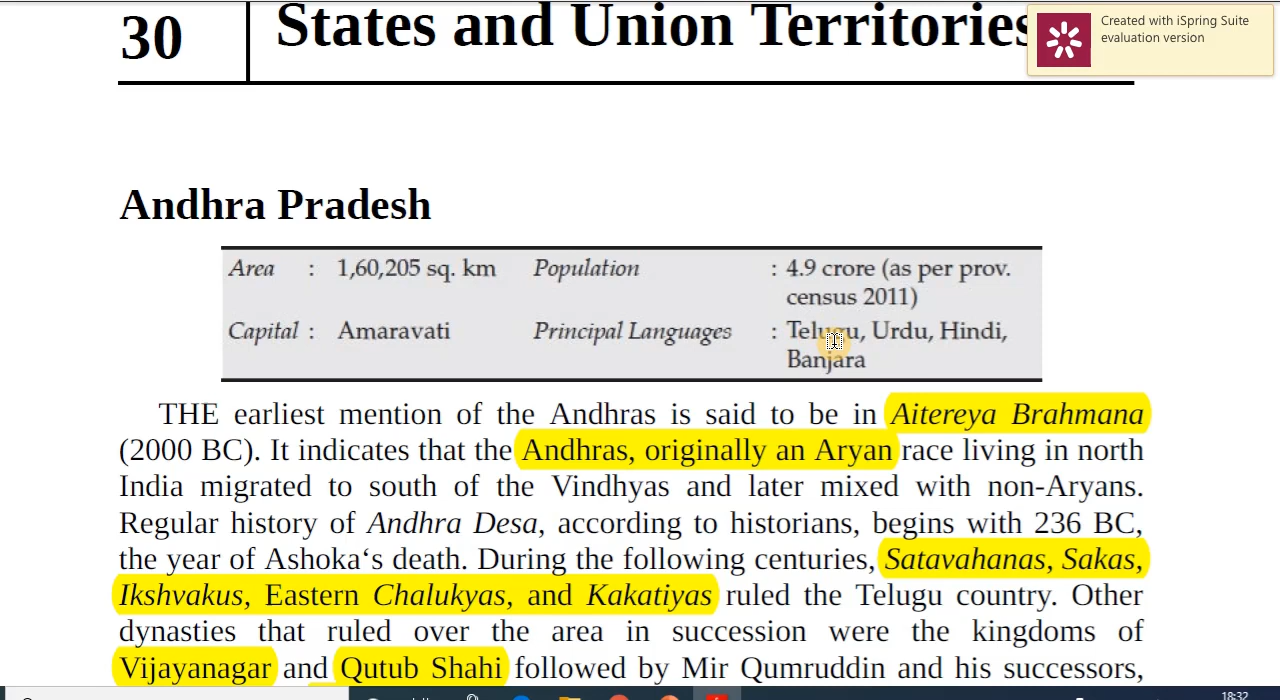 30
States and Union Territories
Created with iSpring Suite
evaluation version
Andhra Pradesh
Area : 1,60,205 sq. km Population : 4.9 crore (as per prov.
census 2011)
Capital : Amaravati Principal Languages : Telugu, Urdu, Hindi,
Banjara
THE earliest mention of the Andhras is said to be in Aitereya Brahmana
(2000 BC). It indicates that the Andhras, originally an Aryan race living in north
India migrated to south of the Vindhyas and later mixed with non-Aryans.
Regular history of Andhra Desa, according to historians, begins with 236 BC,
the year of Ashoka‘s death. During the following centuries, Satavahanas, Sakas,
Ikshvakus, Eastern Chalukyas, and Kakatiyas ruled the Telugu country. Other
dynasties that ruled over the area in succession were the kingdoms of
Vijayanagar and Qutub Shahi followed by Mir Qumruddin and his successors,
18:32